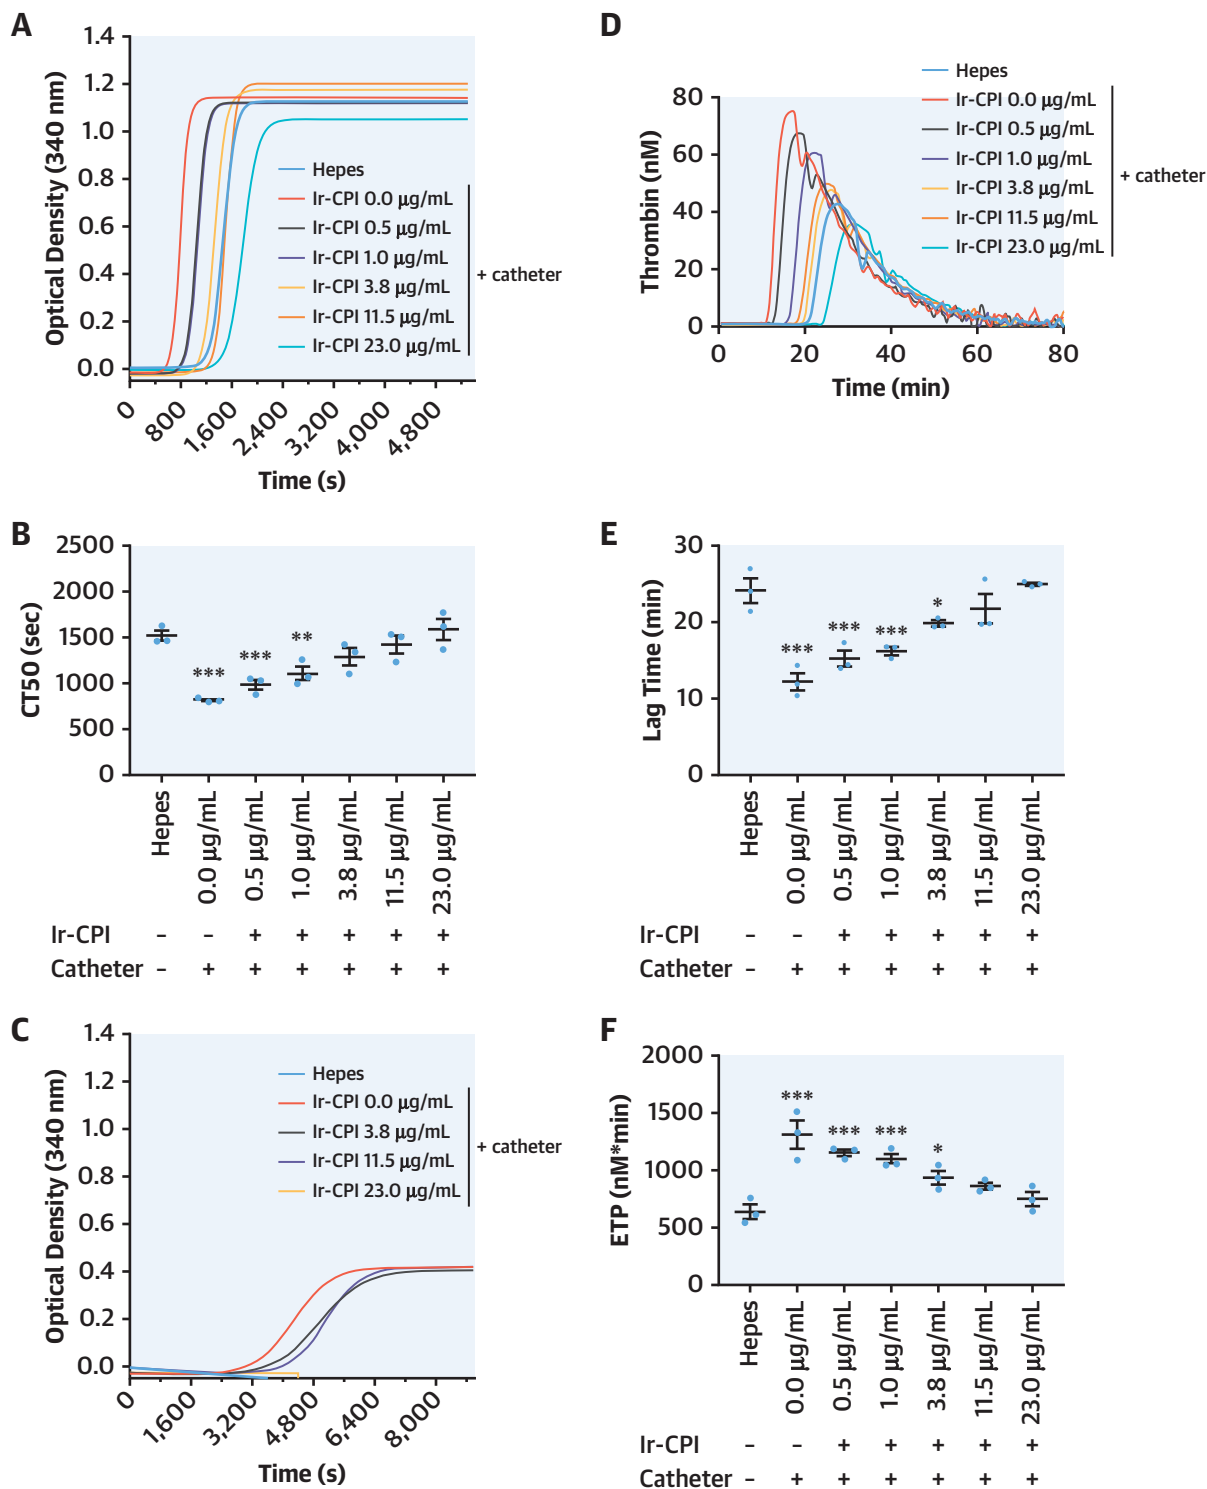 A
Optical Density (340 nm)
1.4
1.2
1.0
0.8
0.6
0.4
0.2
0.0
Hepes
Ir-CPI 0.0 μg/mL
Ir-CPI 0.5 μg/mL
Ir-CPI 1.0 μg/mL
Ir-CPI 3.8 μg/mL
Ir-CPI 11.5 μg/mL
Ir-CPI 23.0 μg/mL
+ catheter
0 800 1,600 2,400 3,200 4,000 4,800
Time (s)
B
CT50 (sec)
2500
2000
1500
1000
500
0
*** *** **
Hepes 0.0 μg/mL 0.5 μg/mL 1.0 μg/mL 3.8 μg/mL 11.5 μg/mL 23.0 μg/mL
Ir-CPI – – + + + + +
Catheter – + + + + + +
C
Optical Density (340 nm)
1.4
1.2
1.0
0.8
0.6
0.4
0.2
0.0
Hepes
Ir-CPI 0.0 μg/mL
Ir-CPI 3.8 μg/mL
Ir-CPI 11.5 μg/mL
Ir-CPI 23.0 μg/mL
+ catheter
0 1,600 3,200 4,800 6,400 8,000
Time (s)
D
Thrombin (nM)
80
60
40
20
0
Hepes
Ir-CPI 0.0 μg/mL
Ir-CPI 0.5 μg/mL
Ir-CPI 1.0 μg/mL
Ir-CPI 3.8 μg/mL
Ir-CPI 11.5 μg/mL
Ir-CPI 23.0 μg/mL
+ catheter
0 20 40 60 80
Time (min)
E
Lag Time (min)
30
20
10
0
*** *** *** *
Hepes 0.0 μg/mL 0.5 μg/mL 1.0 μg/mL 3.8 μg/mL 11.5 μg/mL 23.0 μg/mL
Ir-CPI – – + + + + +
Catheter – + + + + + +
F
ETP (nM*min)
2000
1500
1000
500
0
*** *** *** *
Hepes 0.0 μg/mL 0.5 μg/mL 1.0 μg/mL 3.8 μg/mL 11.5 μg/mL 23.0 μg/mL
Ir-CPI – – + + + + +
Catheter – + + + + + +